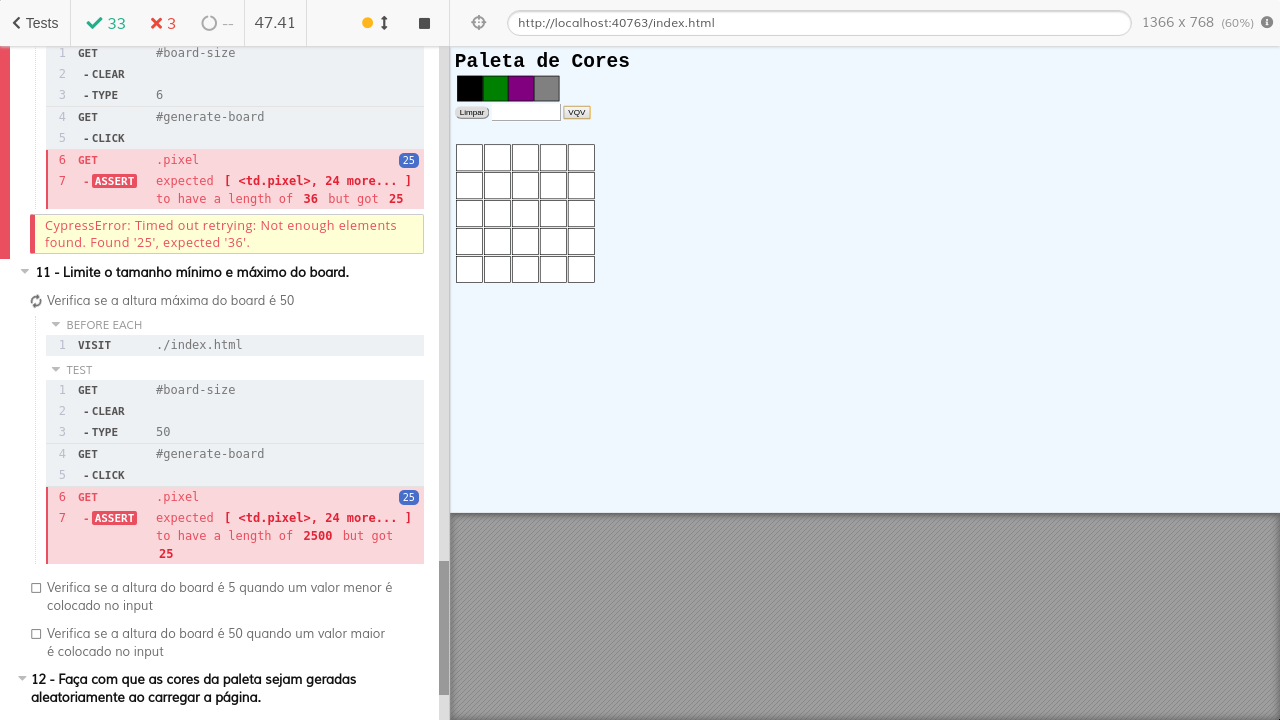 Tests 33 3 -- 47.41
1 GET #board-size
2 -CLEAR
3 -TYPE 6
4 GET #generate-board
5 -CLICK
6 GET .pixel 25
7 -ASSERT expected [ <td.pixel>, 24 more... ]
to have a length of 36 but got 25
CypressError: Timed out retrying: Not enough elements
found. Found '25', expected '36'.
11 - Limite o tamanho mínimo e máximo do board.
Verifica se a altura máxima do board é 50
BEFORE EACH
1 VISIT ./index.html
TEST
1 GET #board-size
2 -CLEAR
3 -TYPE 50
4 GET #generate-board
5 -CLICK
6 GET .pixel 25
7 -ASSERT expected [ <td.pixel>, 24 more... ]
to have a length of 2500 but got
25
Verifica se a altura do board é 5 quando um valor menor é
colocado no input
Verifica se a altura do board é 50 quando um valor maior
é colocado no input
12 - Faça com que as cores da paleta sejam geradas
aleatoriamente ao carregar a página.
http://localhost:40763/index.html 1366 x 768 (60%)
Paleta de Cores
Limpar VQV